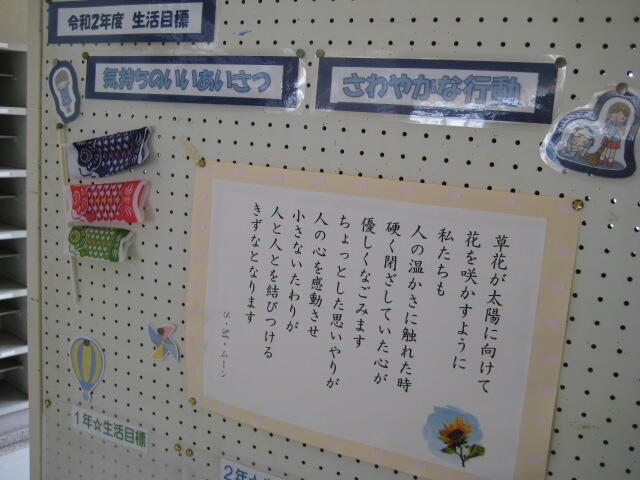 令和2年度 生活目標
気持ちのいいあいさつ
さわやかな行動
草花が太陽に向けて
花を咲かすように
私たちも
人の温かさに触れた時
硬く閉ざしていた心が
優しくなごみます
ちょっとした思いやりが
人の心を感動させ
小さないたわりが
人と人とを結びつける
きずなとなります
S・M・ムーン
1年☆生活目標